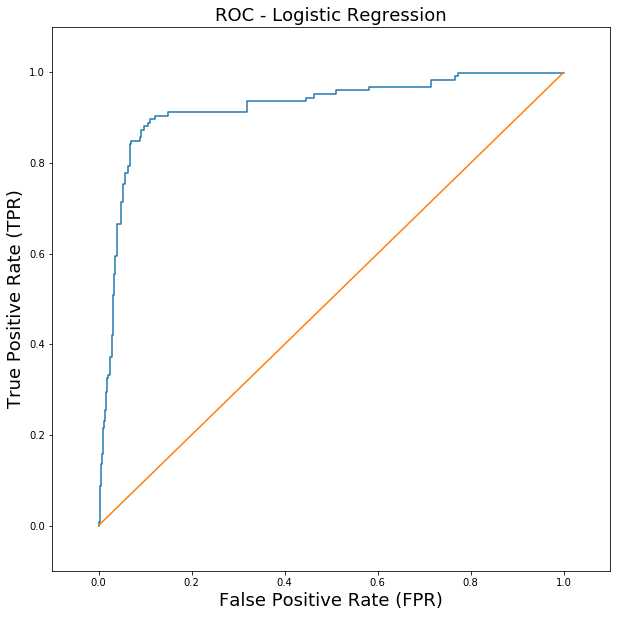 ROC - Logistic Regression
1.0
0.8
0.6
0.4
0.2
0.0
True Positive Rate (TPR)
0.0 0.2 0.4 0.6 0.8 1.0
False Positive Rate (FPR)